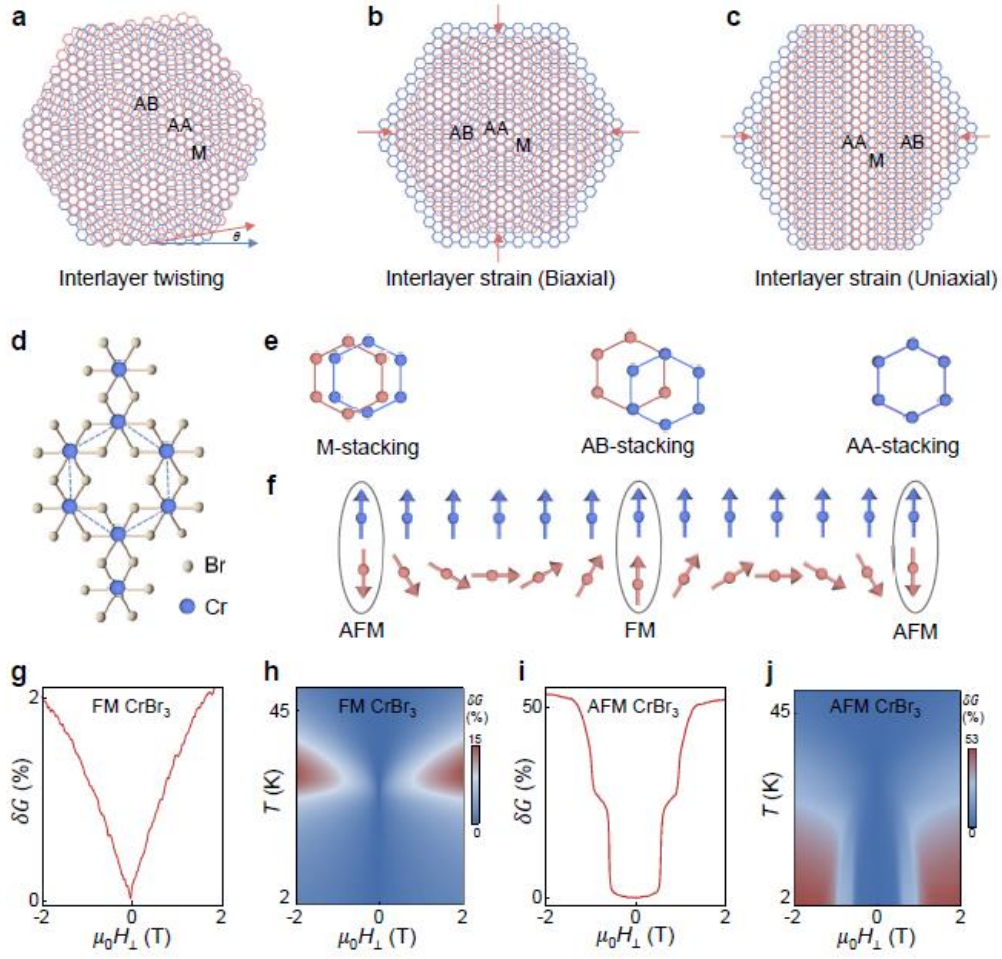 a
b
c
AB
AA
M
θ
AB
AA
M
AA
M
AB
Interlayer twisting
Interlayer strain (Biaxial)
Interlayer strain (Uniaxial)
d
e
M-stacking
AB-stacking
AA-stacking
Br
Cr
f
AFM
FM
AFM
g
FM CrBr3
2
0
δG (%)
-2
0
2
μ0H⊥ (T)
h
FM CrBr3
45
2
T (K)
-2
0
2
μ0H⊥ (T)
δG
(%)
15
0
i
AFM CrBr3
50
0
δG (%)
-2
0
2
μ0H⊥ (T)
j
AFM CrBr3
45
2
T (K)
-2
0
2
μ0H⊥ (T)
δG
(%)
53
0